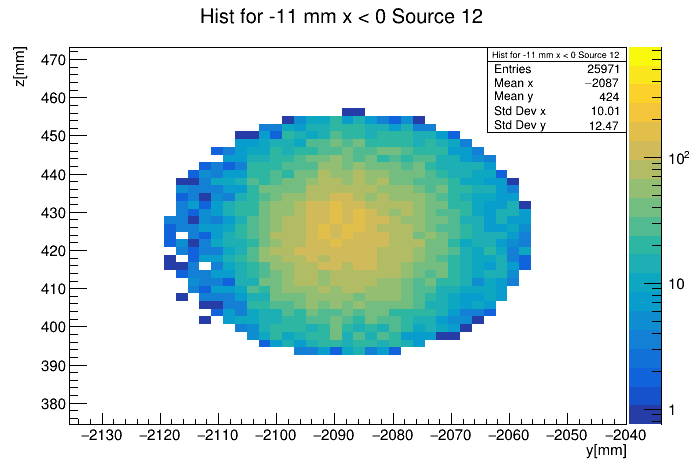 Hist for -11 mm x < 0 Source 12
z[mm]
Hist for -11 mm x < 0 Source 12
Entries 25971
Mean x −2087
Mean y 424
Std Dev x 10.01
Std Dev y 12.47
470
460
450
440
430
420
410
400
390
380
10²
10
1
−2130 −2120 −2110 −2100 −2090 −2080 −2070 −2060 −2050 −2040
y[mm]